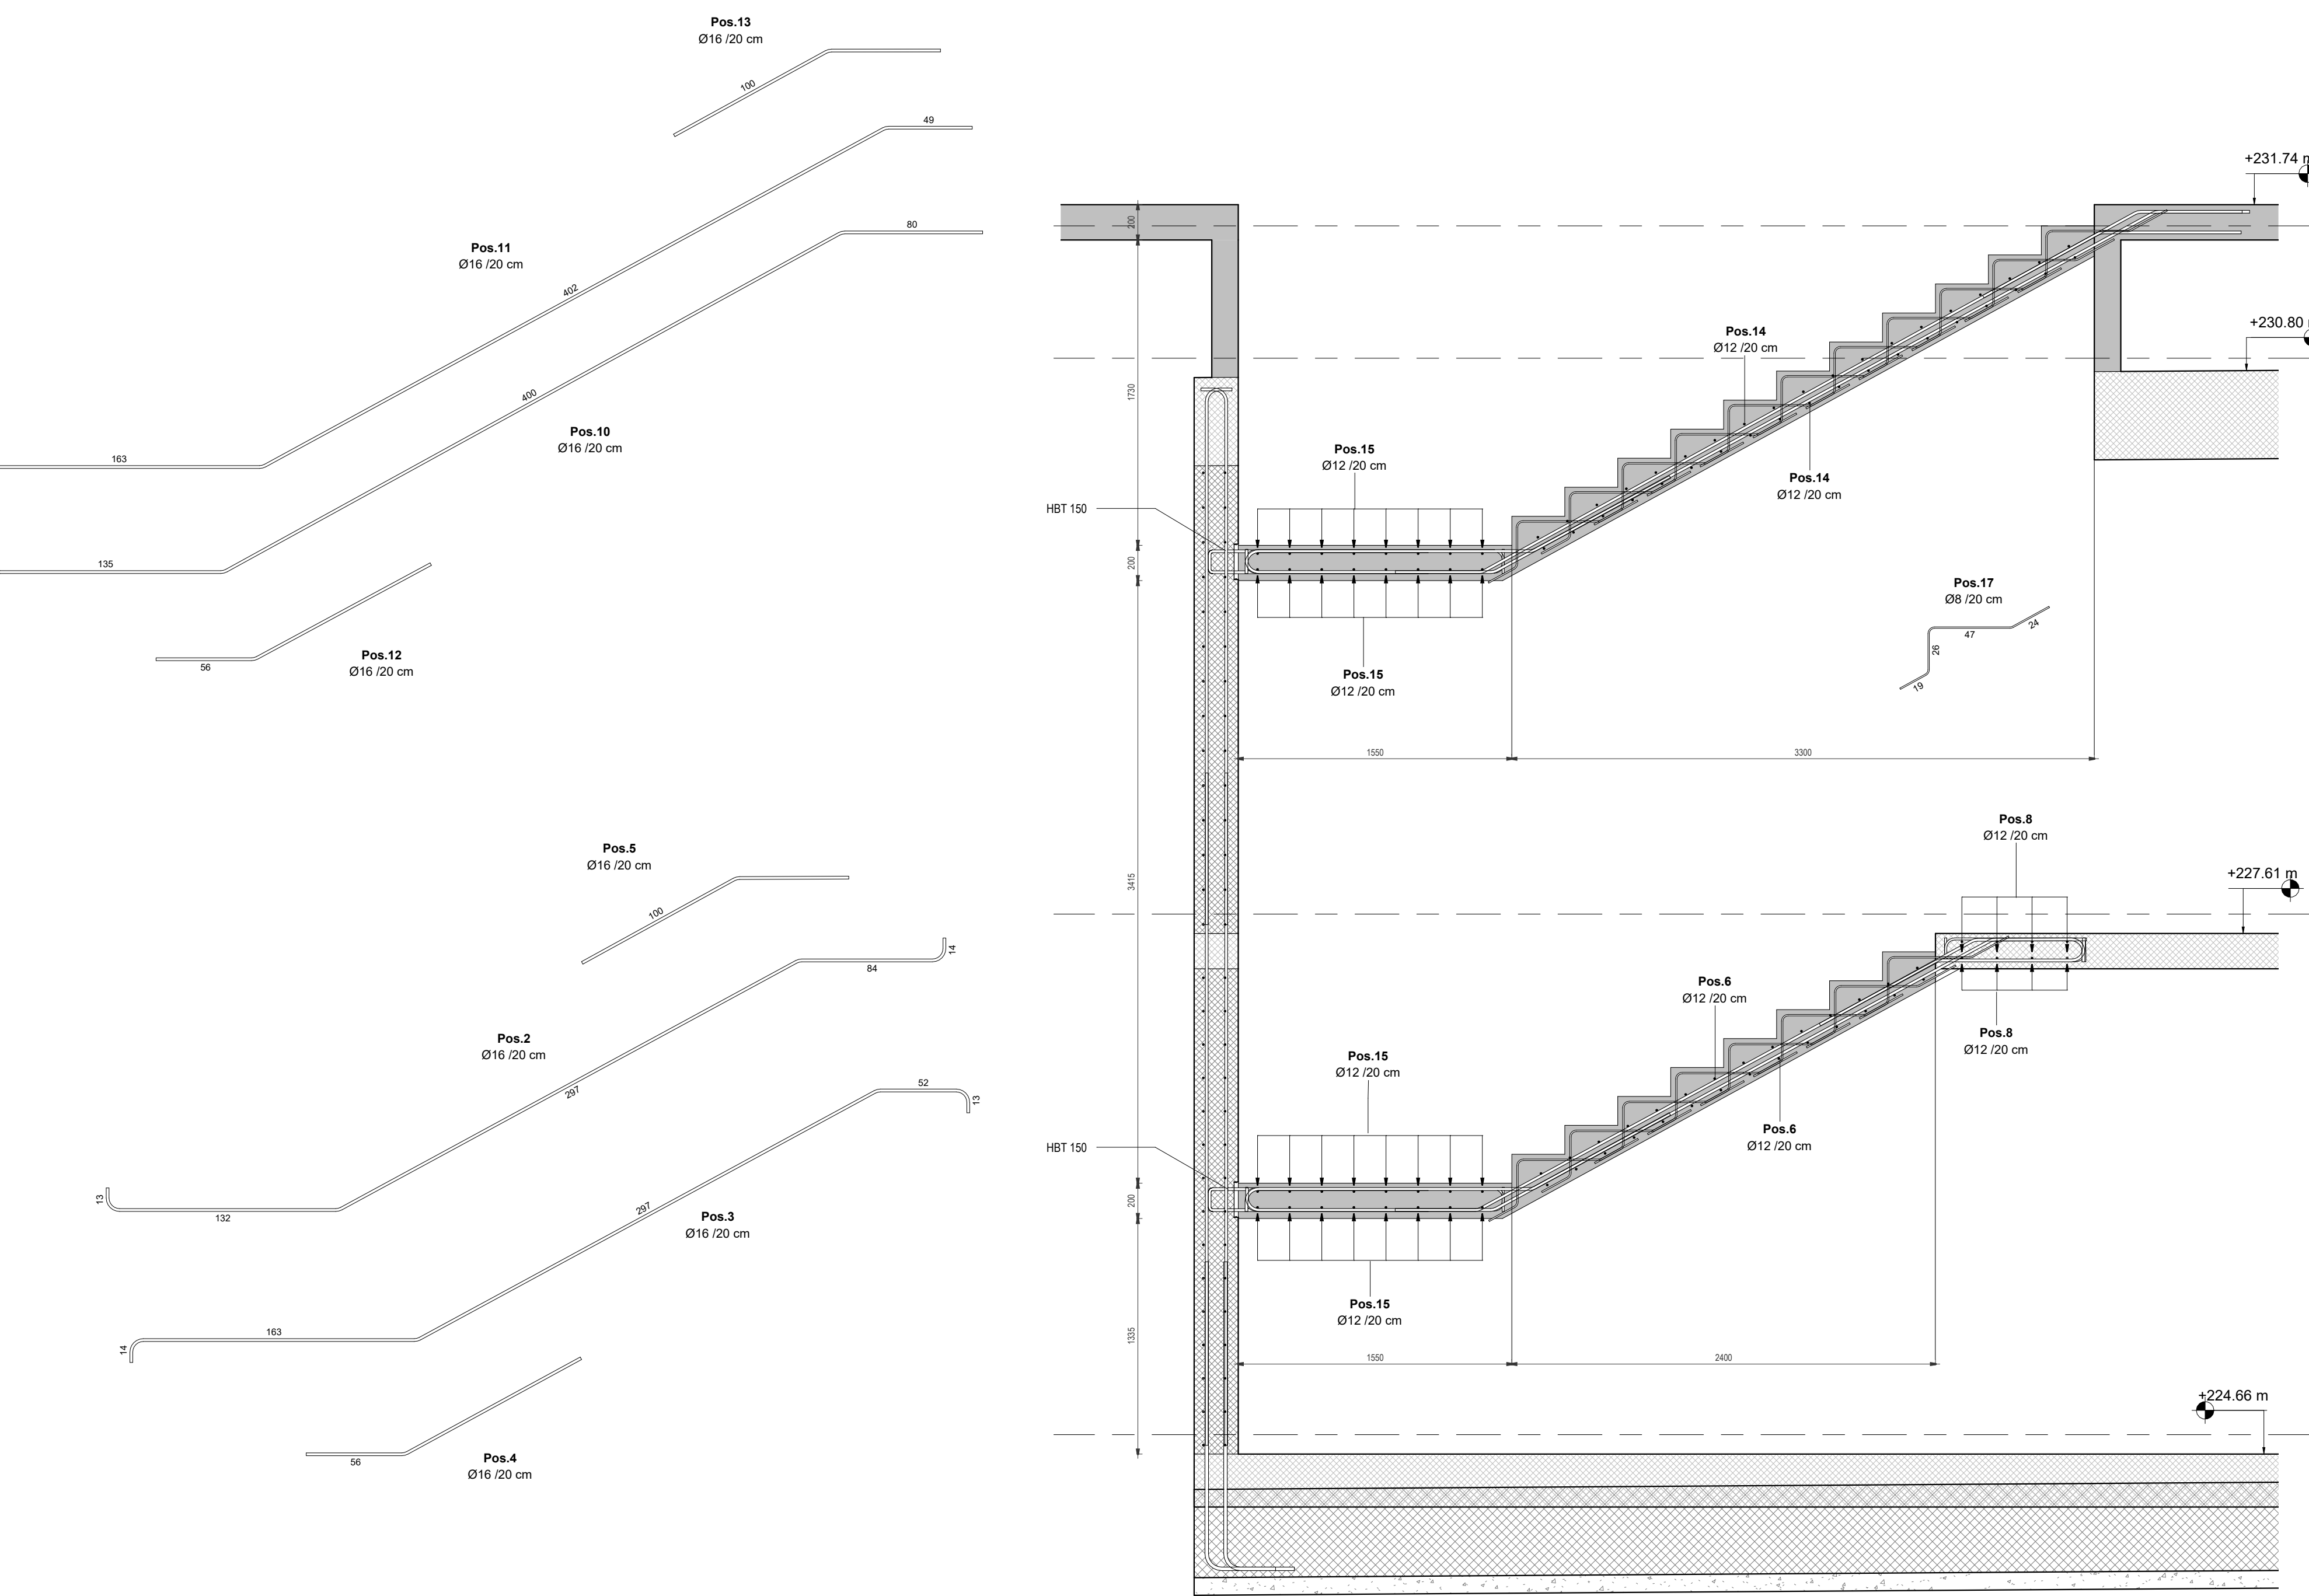 Pos.13
Ø16 /20 cm
100
49
Pos.11
Ø16 /20 cm
402
80
400
Pos.10
Ø16 /20 cm
163
135
56
Pos.12
Ø16 /20 cm
Pos.5
Ø16 /20 cm
100
14
84
Pos.2
Ø16 /20 cm
297
13
132
52
13
297
Pos.3
Ø16 /20 cm
163
14
56
Pos.4
Ø16 /20 cm
+231.74
200
+230.80
1730
Pos.14
Ø12 /20 cm
Pos.15
Ø12 /20 cm
Pos.14
Ø12 /20 cm
HBT 150
200
Pos.15
Ø12 /20 cm
Pos.17
Ø8 /20 cm
24
47
26
19
1550
3300
3415
Pos.8
Ø12 /20 cm
+227.61 m
Pos.6
Ø12 /20 cm
Pos.8
Ø12 /20 cm
Pos.15
Ø12 /20 cm
Pos.6
Ø12 /20 cm
HBT 150
200
Pos.15
Ø12 /20 cm
1335
1550
2400
+224.66 m